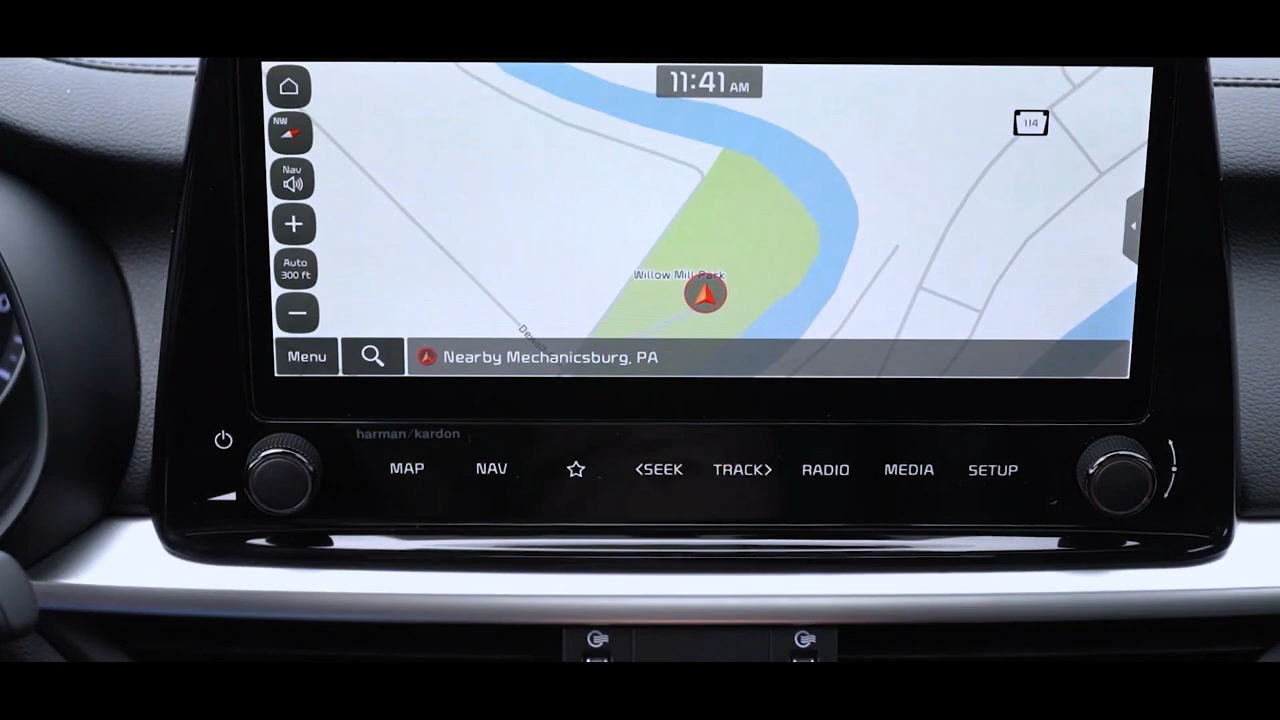 11:41 AM
NW
114
Nav
Auto
300 ft
Willow Mill Park
Menu
Nearby Mechanicsburg, PA
harman/kardon
MAP
NAV
<SEEK
TRACK>
RADIO
MEDIA
SETUP